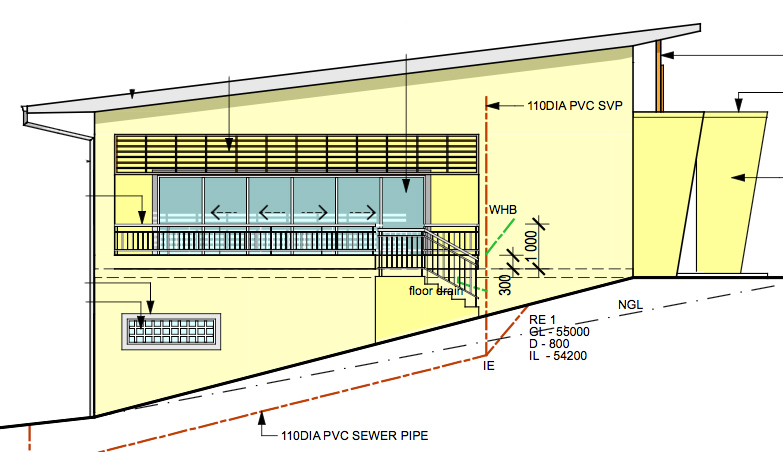 110DIA PVC SVP
WHB
1 000
300
floor drain
NGL
RE 1
GL - 55000
D - 800
IL - 54200
IE
110DIA PVC SEWER PIPE